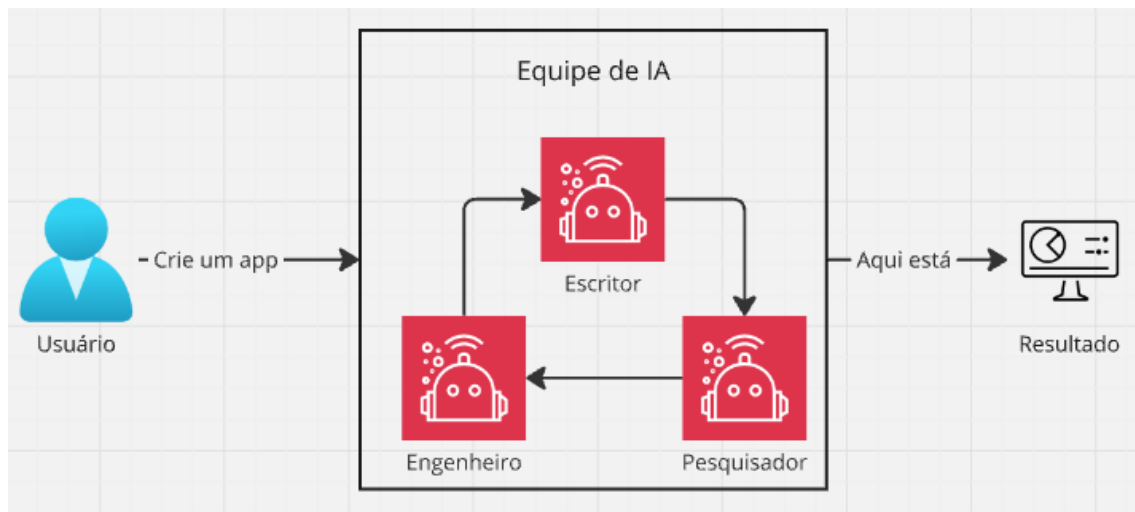 Equipe de IA
Escritor
Crie um app
Aqui está
Usuário
Resultado
Engenheiro
Pesquisador